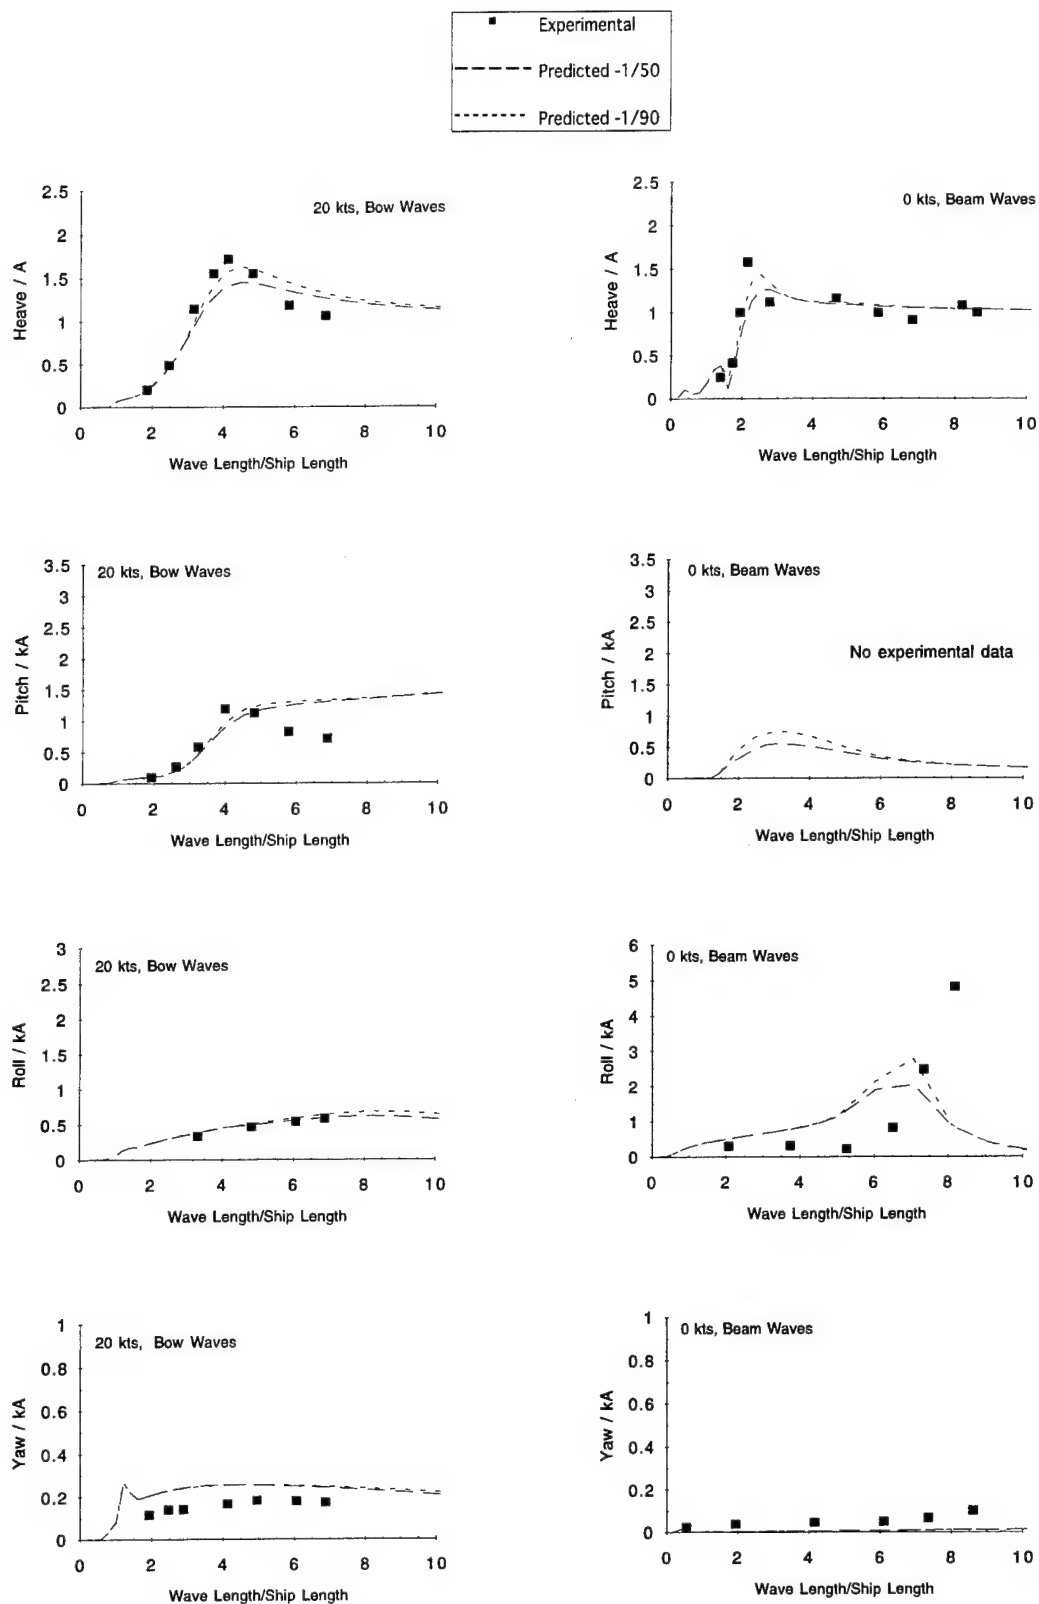 Experimental
Predicted -1/50
Predicted -1/90
20 kts, Bow Waves
Heave / A
2.5
2
1.5
1
0.5
0
0 2 4 6 8 10
Wave Length/Ship Length
0 kts, Beam Waves
Heave / A
2.5
2
1.5
1
0.5
0
0 2 4 6 8 10
Wave Length/Ship Length
20 kts, Bow Waves
Pitch / kA
3.5
3
2.5
2
1.5
1
0.5
0
0 2 4 6 8 10
Wave Length/Ship Length
0 kts, Beam Waves
No experimental data
Pitch / kA
3.5
3
2.5
2
1.5
1
0.5
0
0 2 4 6 8 10
Wave Length/Ship Length
20 kts, Bow Waves
Roll / kA
3
2.5
2
1.5
1
0.5
0
0 2 4 6 8 10
Wave Length/Ship Length
0 kts, Beam Waves
Roll / kA
6
5
4
3
2
1
0
0 2 4 6 8 10
Wave Length/Ship Length
20 kts, Bow Waves
Yaw / kA
1
0.8
0.6
0.4
0.2
0
0 2 4 6 8 10
Wave Length/Ship Length
0 kts, Beam Waves
Yaw / kA
1
0.8
0.6
0.4
0.2
0
0 2 4 6 8 10
Wave Length/Ship Length